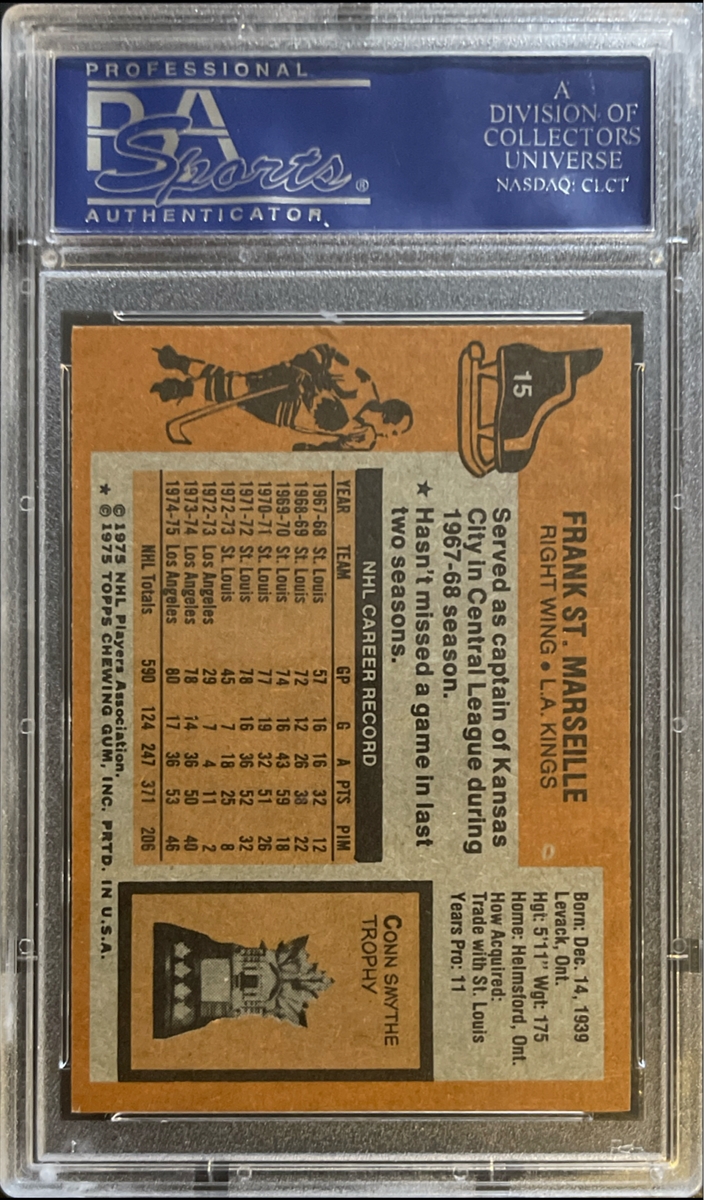 PROFESSIONAL
PSA
Sports®
AUTHENTICATOR
A
DIVISION OF
COLLECTORS
UNIVERSE
NASDAQ: CLCT
15
FRANK ST. MARSEILLE
RIGHT WING • L.A. KINGS
Born: Dec. 14, 1939
Levack, Ont.
Hgt: 5'11" Wgt: 175
Home: Helmsford, Ont.
How Acquired:
Trade with St. Louis
Years Pro: 11
Served as captain of Kansas
City in Central League during
1967-68 season.
★ Hasn't missed a game in last
two seasons.
NHL CAREER RECORD
YEAR TEAM GP G A PTS PIM
1967-68 St. Louis 57 16 16 32 12
1968-69 St. Louis 72 12 26 38 22
1969-70 St. Louis 74 16 43 59 18
1970-71 St. Louis 77 19 32 51 26
1971-72 St. Louis 78 16 36 52 32
1972-73 St. Louis 45 7 18 25 8
1972-73 Los Angeles 29 7 4 11 2
1973-74 Los Angeles 78 14 36 50 40
1974-75 Los Angeles 80 17 36 53 46
NHL Totals 590 124 247 371 206
CONN SMYTHE
TROPHY
© 1975 NHL Players Association.
★ © 1975 TOPPS CHEWING GUM, INC. PRTD. IN U.S.A.